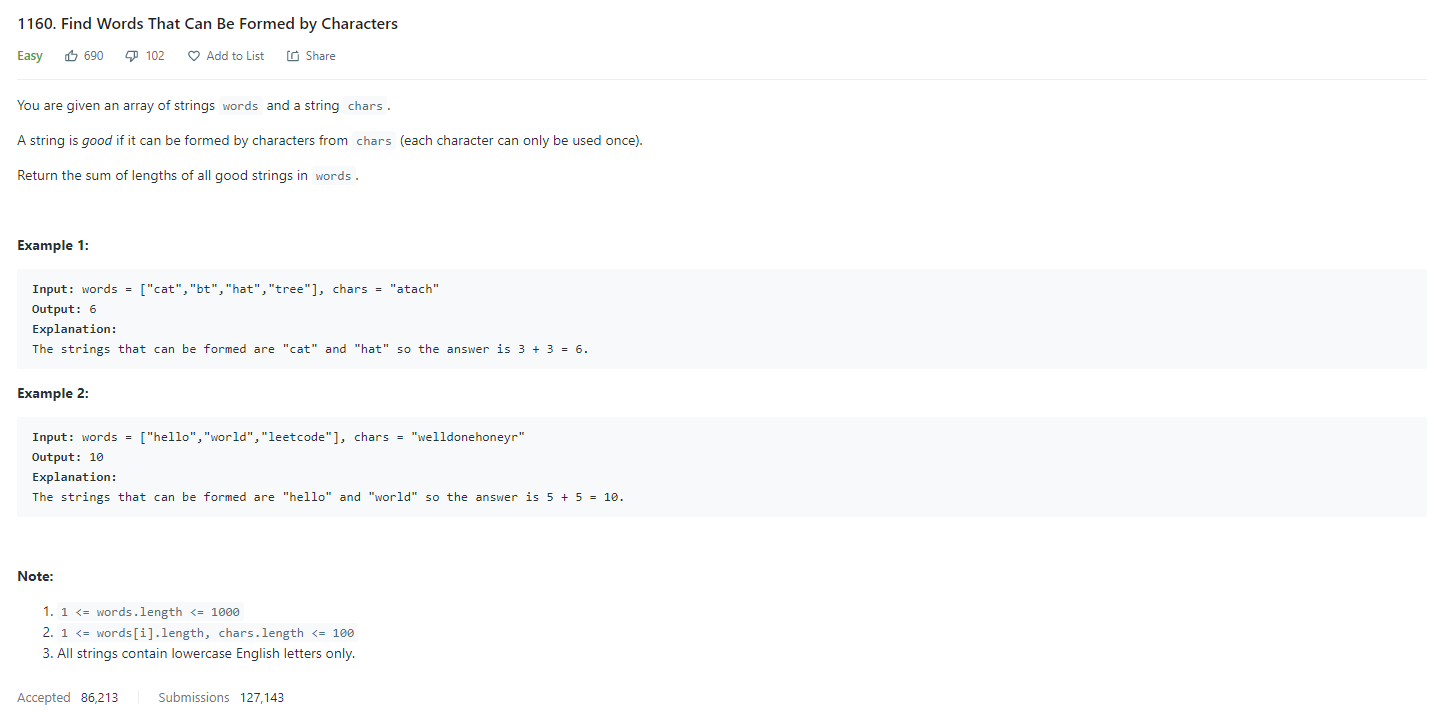 1160. Find Words That Can Be Formed by Characters
Easy 690 102 Add to List Share
You are given an array of strings words and a string chars.
A string is good if it can be formed by characters from chars (each character can only be used once).
Return the sum of lengths of all good strings in words.
Example 1:
Input: words = ["cat","bt","hat","tree"], chars = "atach"
Output: 6
Explanation:
The strings that can be formed are "cat" and "hat" so the answer is 3 + 3 = 6.
Example 2:
Input: words = ["hello","world","leetcode"], chars = "welldonehoneyr"
Output: 10
Explanation:
The strings that can be formed are "hello" and "world" so the answer is 5 + 5 = 10.
Note:
1. 1 <= words.length <= 1000
2. 1 <= words[i].length, chars.length <= 100
3. All strings contain lowercase English letters only.
Accepted 86,213 Submissions 127,143